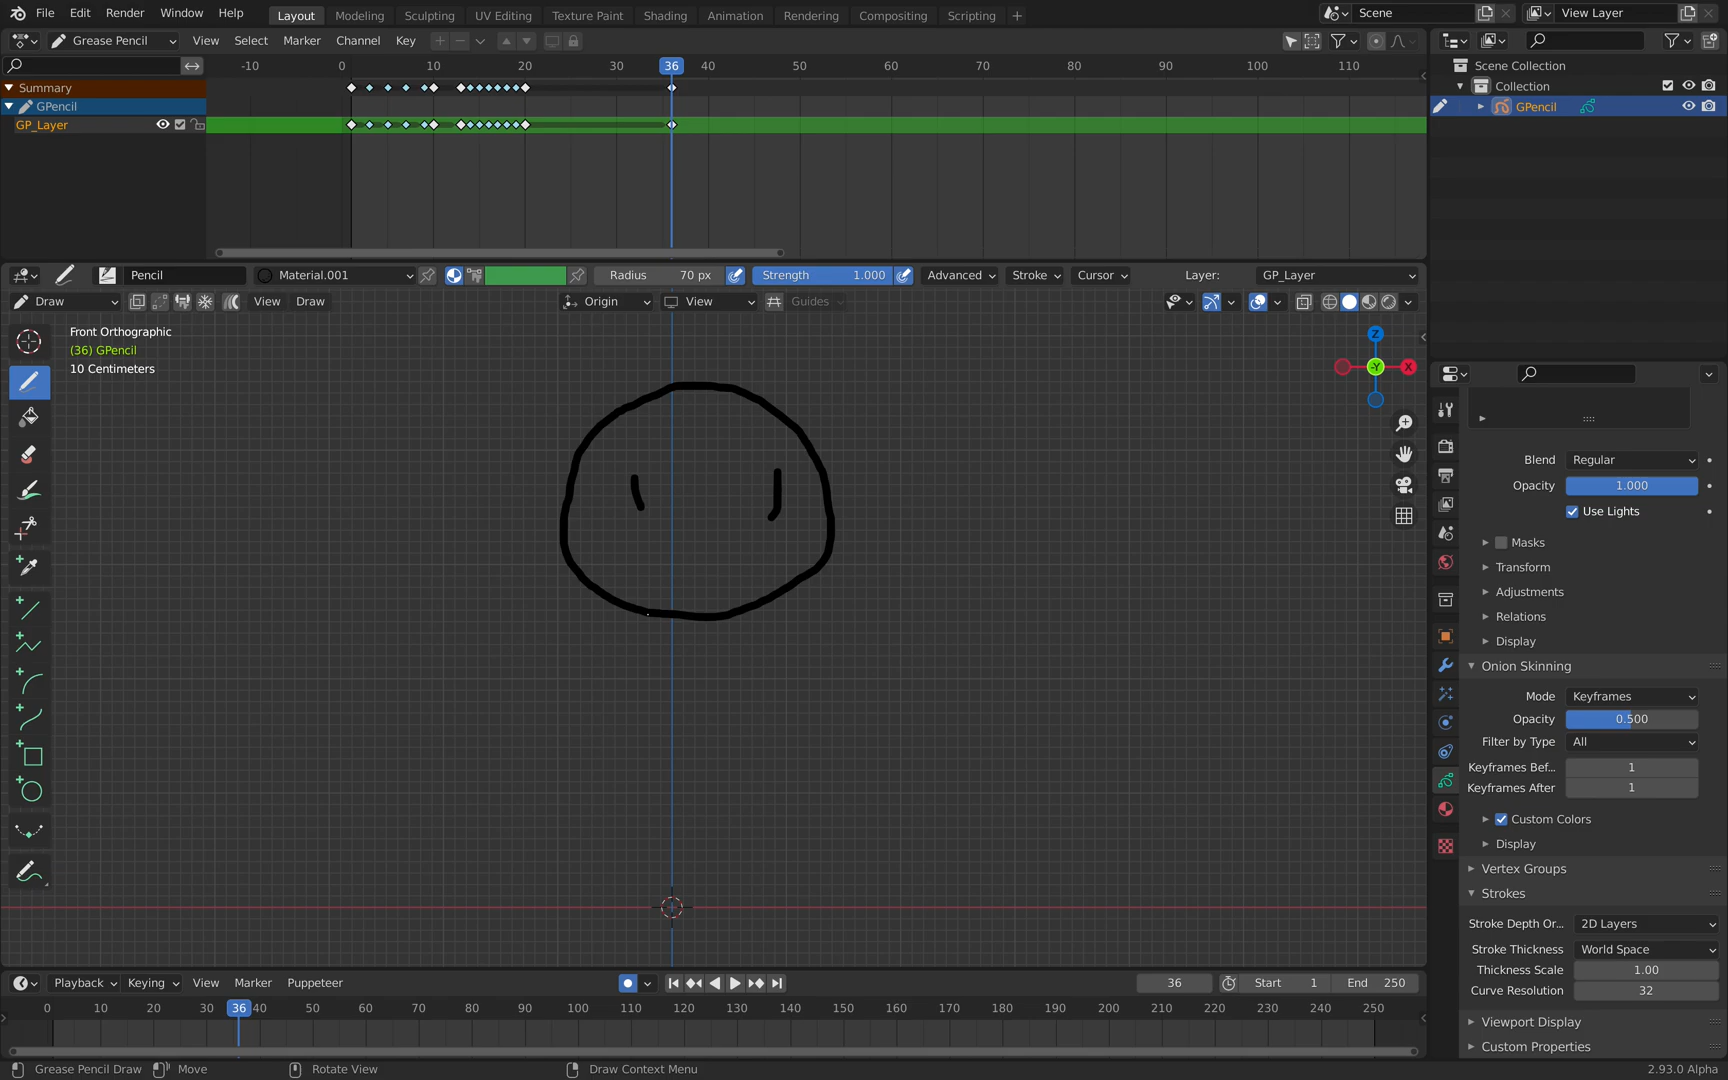 File Edit Render Window Help Layout Modeling Sculpting UV Editing Texture Paint Shading Animation Rendering Compositing Scripting + Scene View Layer
Grease Pencil View Select Marker Channel Key
-10 0 10 20 30 36 40 50 60 70 80 90 100 110
Summary
GPencil
GP_Layer
Scene Collection
Collection
GPencil
Pencil Material.001 Radius 70 px Strength 1.000 Advanced Stroke Cursor Layer: GP_Layer
Draw View Draw Origin View Guides
Front Orthographic
(36) GPencil
10 Centimeters
Z
-Y X
Blend Regular
Opacity 1.000
Use Lights
Masks
Transform
Adjustments
Relations
Display
Onion Skinning
Mode Keyframes
Opacity 0.500
Filter by Type All
Keyframes Bef... 1
Keyframes After 1
Custom Colors
Display
Vertex Groups
Strokes
Stroke Depth Or... 2D Layers
Stroke Thickness World Space
Thickness Scale 1.00
Curve Resolution 32
Viewport Display
Custom Properties
Playback Keying View Marker Puppeteer 36 Start 1 End 250
0 10 20 30 36 40 50 60 70 80 90 100 110 120 130 140 150 160 170 180 190 200 210 220 230 240 250
Grease Pencil Draw Move Rotate View Draw Context Menu 2.93.0 Alpha